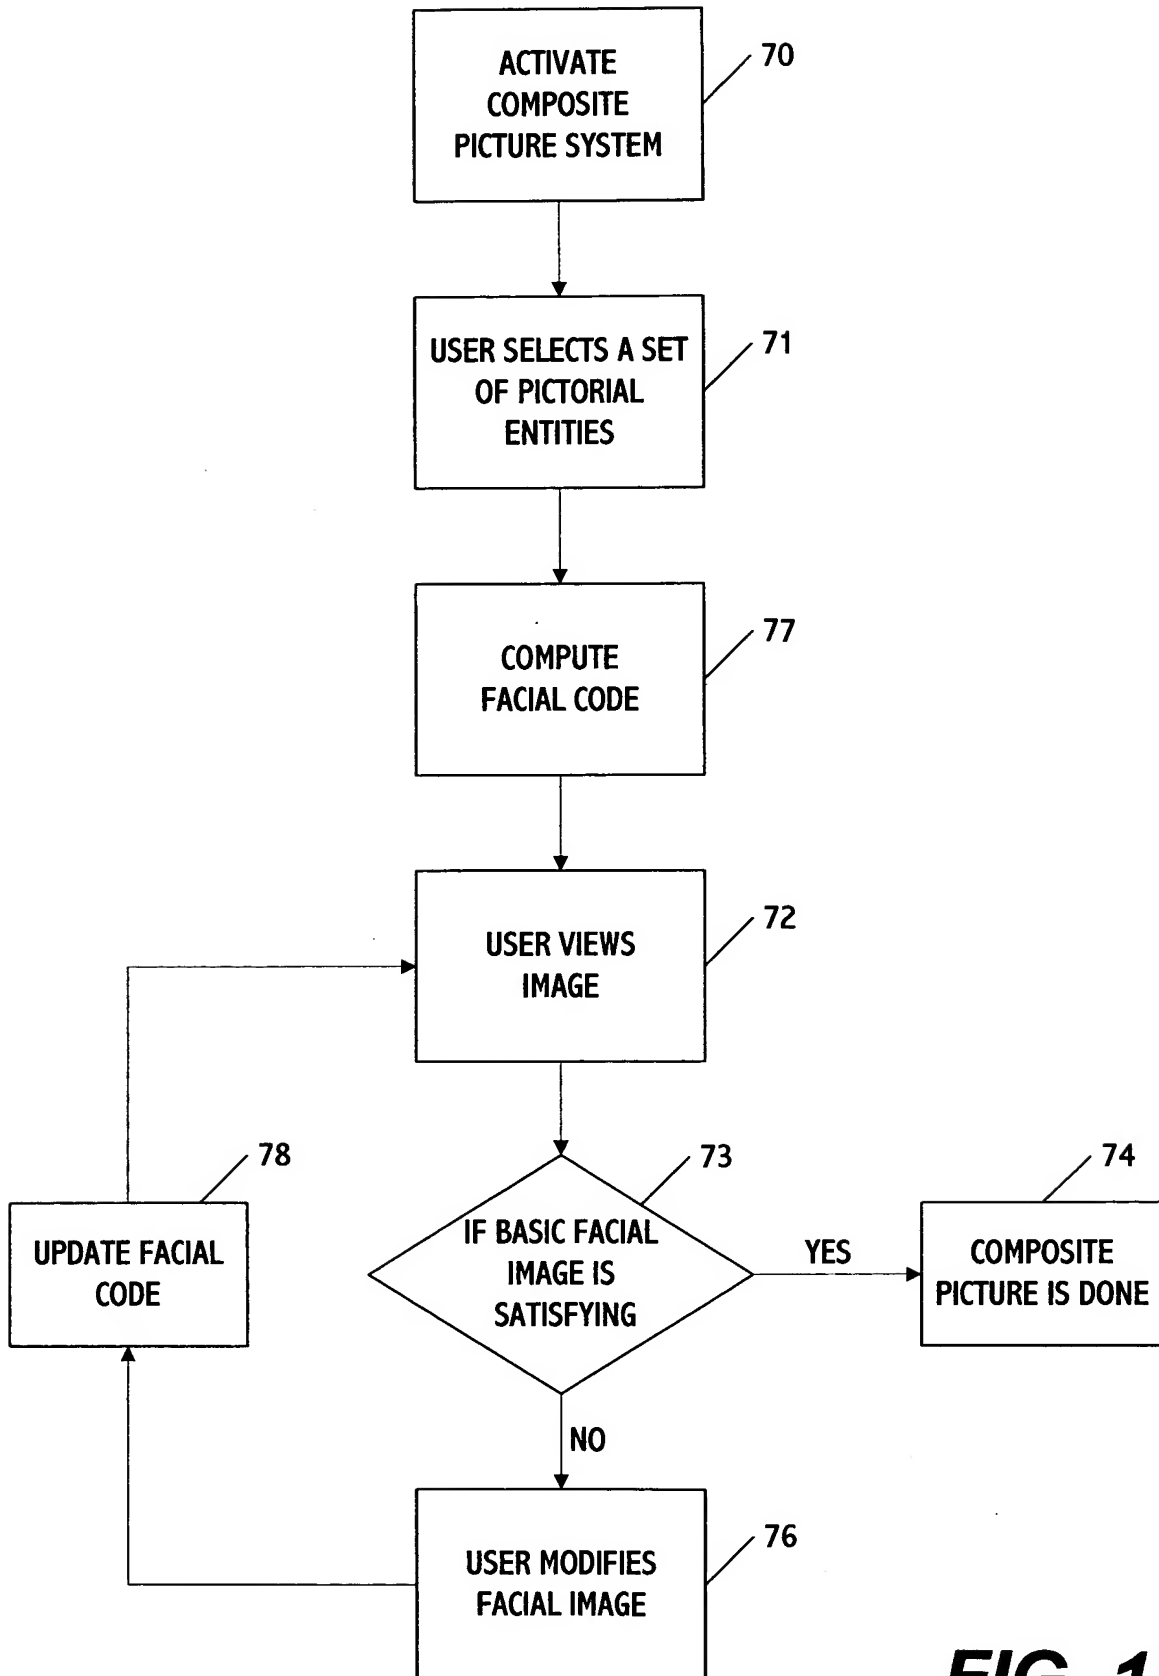 ACTIVATE
COMPOSITE
PICTURE SYSTEM
70
USER SELECTS A SET
OF PICTORIAL
ENTITIES
71
COMPUTE
FACIAL CODE
77
USER VIEWS
IMAGE
72
78
UPDATE FACIAL
CODE
73
IF BASIC FACIAL
IMAGE IS
SATISFYING
YES
74
COMPOSITE
PICTURE IS DONE
NO
USER MODIFIES
FACIAL IMAGE
76
FIG. 1